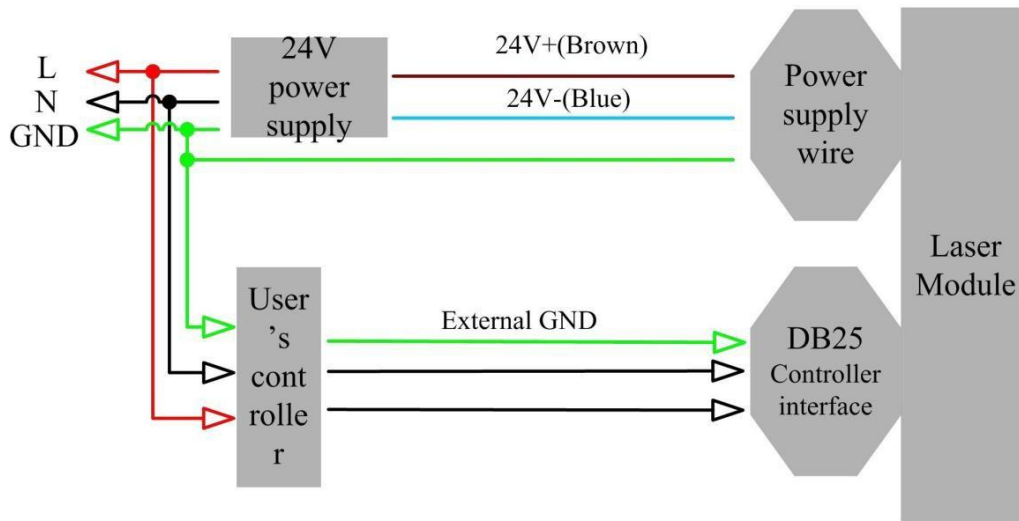 L
N
GND
24V
power
supply
24V+(Brown)
24V-(Blue)
Power
supply
wire
Laser
Module
User
’s
cont
rolle
r
External GND
DB25
Controller
interface